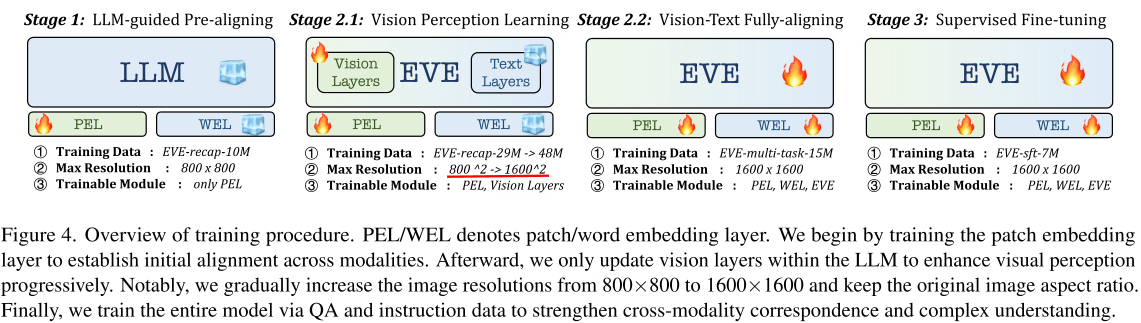 Stage 1: LLM-guided Pre-aligning
LLM
PEL
WEL
① Training Data : EVE-recap-10M
② Max Resolution : 800 x 800
③ Trainable Module : only PEL
Stage 2.1: Vision Perception Learning
Vision
Layers
EVE
Text
Layers
PEL
WEL
① Training Data : EVE-recap-29M -> 48M
② Max Resolution : 800 ^2 -> 1600^2
③ Trainable Module : PEL, Vision Layers
Stage 2.2: Vision-Text Fully-aligning
EVE
PEL
WEL
① Training Data : EVE-multi-task-15M
② Max Resolution : 1600 x 1600
③ Trainable Module : PEL, WEL, EVE
Stage 3: Supervised Fine-tuning
EVE
PEL
WEL
① Training Data : EVE-sft-7M
② Max Resolution : 1600 x 1600
③ Trainable Module : PEL, WEL, EVE
Figure 4. Overview of training procedure. PEL/WEL denotes patch/word embedding layer. We begin by training the patch embedding
layer to establish initial alignment across modalities. Afterward, we only update vision layers within the LLM to enhance visual perception
progressively. Notably, we gradually increase the image resolutions from 800×800 to 1600×1600 and keep the original image aspect ratio.
Finally, we train the entire model via QA and instruction data to strengthen cross-modality correspondence and complex understanding.